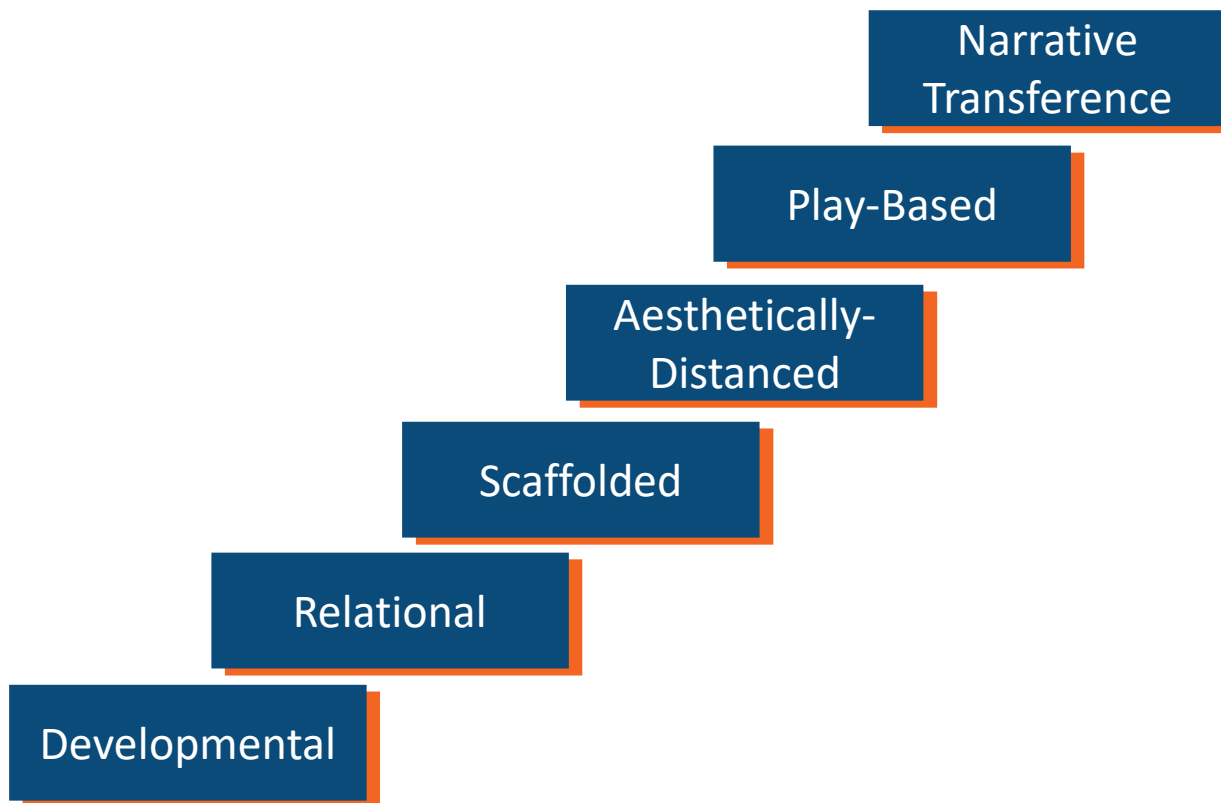 Narrative
Transference
Play-Based
Aesthetically-
Distanced
Scaffolded
Relational
Developmental